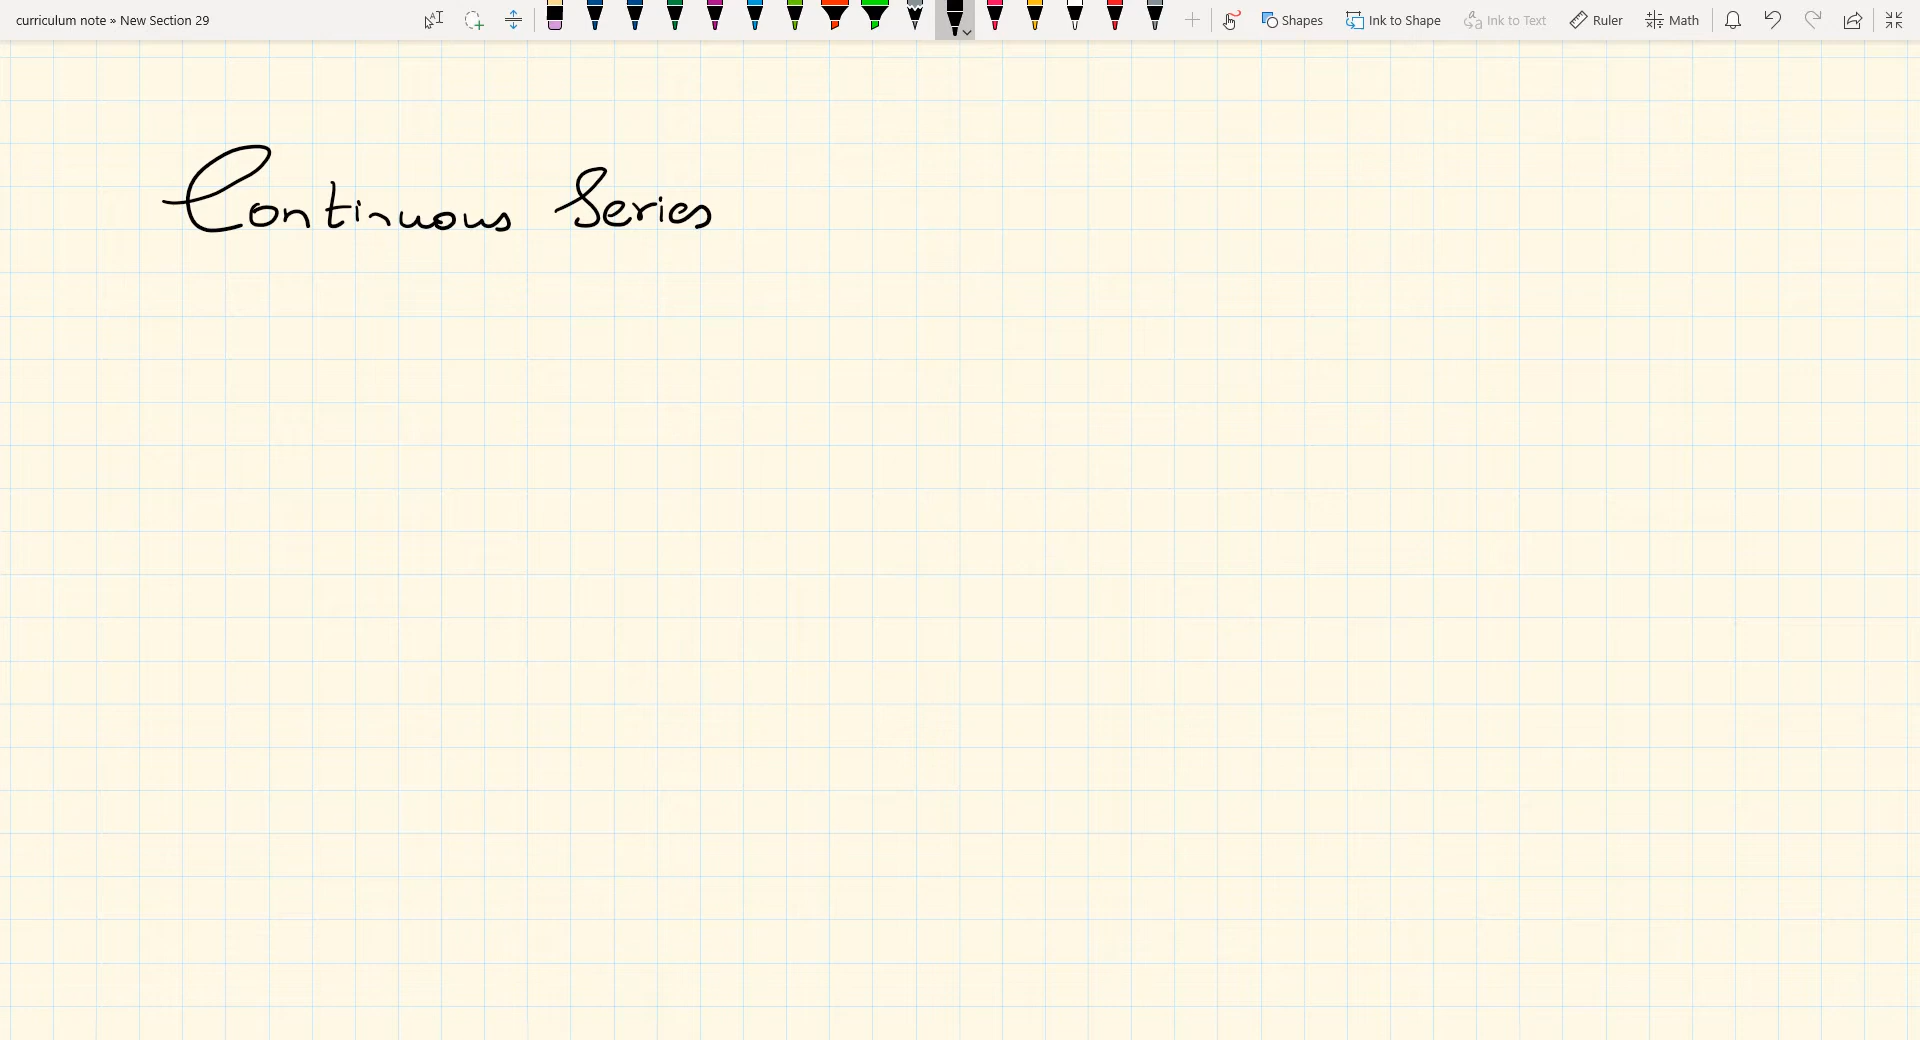 curriculum note » New Section 29 Shapes Ink to Shape Ink to Text Ruler Math
Continuous Series